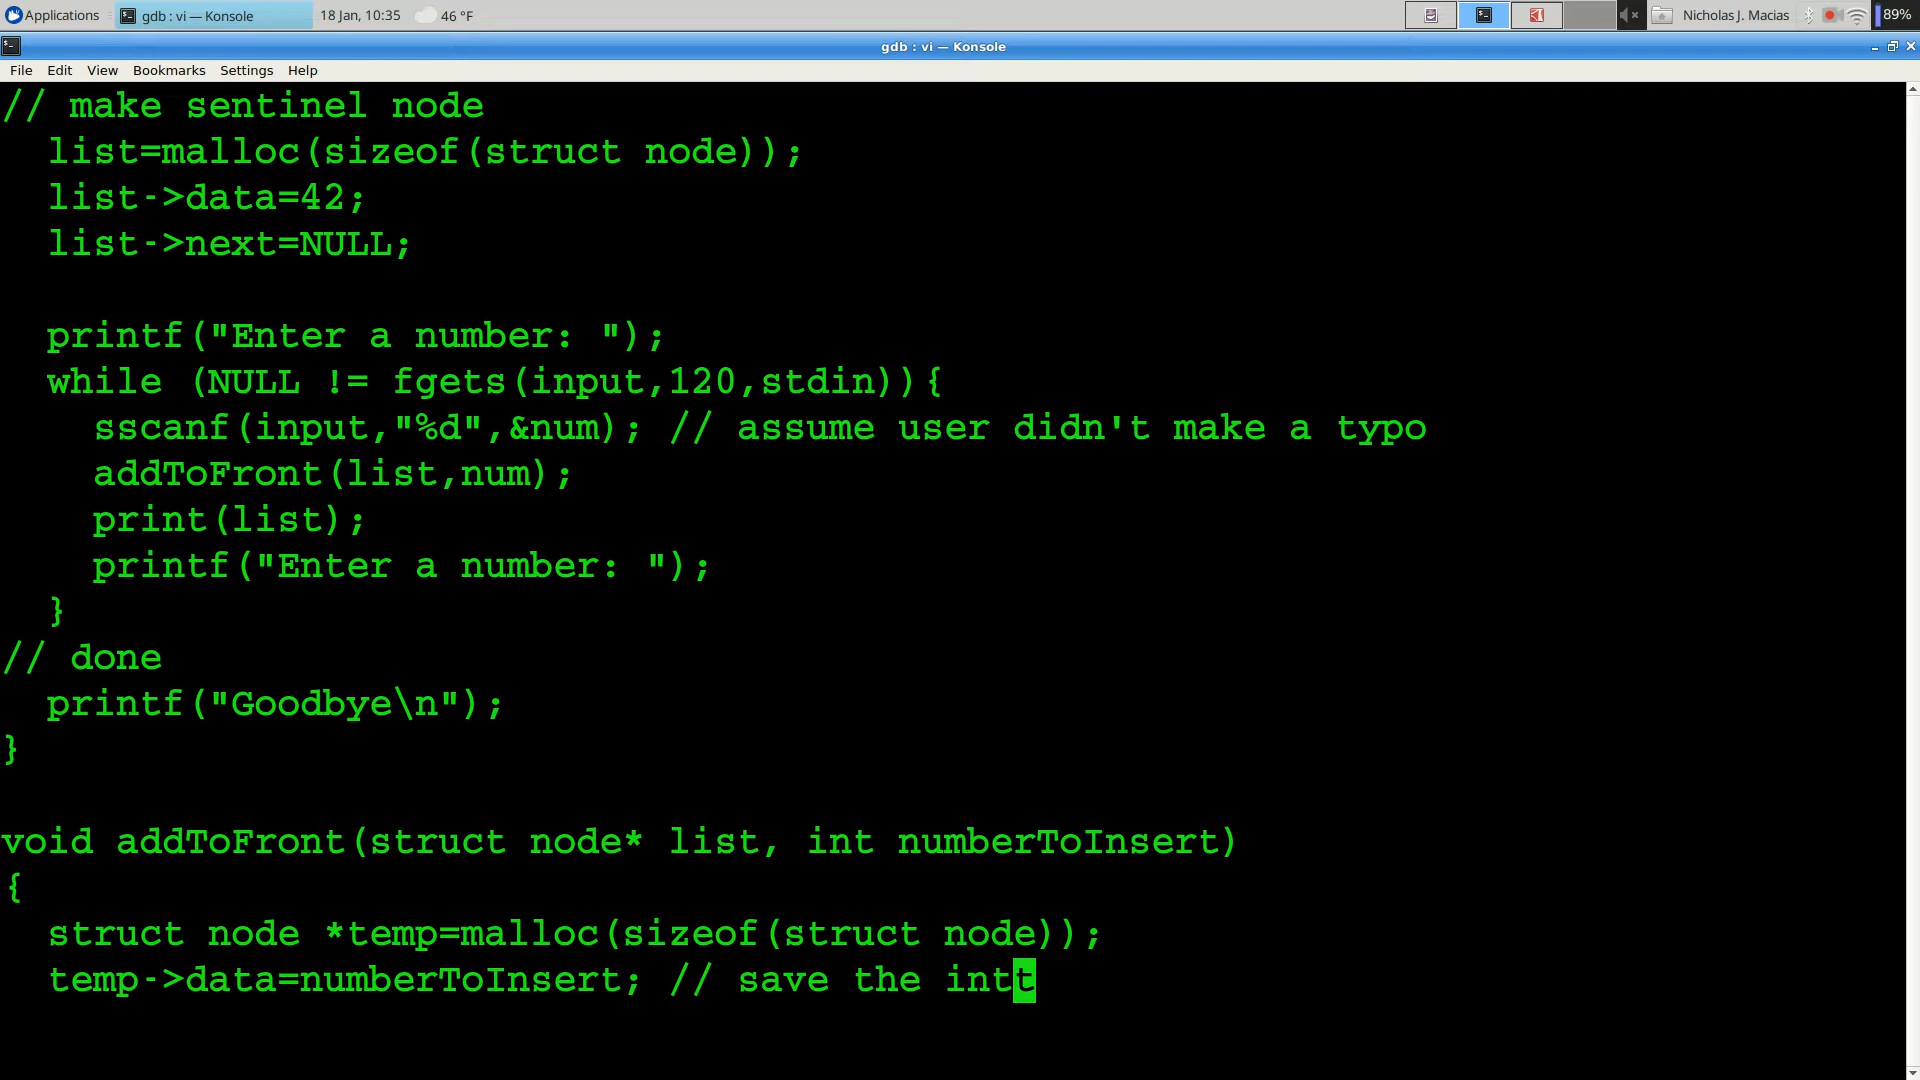 Applications gdb : vi — Konsole 18 Jan, 10:35 46 °F Nicholas J. Macias 89%
gdb : vi — Konsole
File Edit View Bookmarks Settings Help
// make sentinel node
  list=malloc(sizeof(struct node));
  list->data=42;
  list->next=NULL;

  printf("Enter a number: ");
  while (NULL != fgets(input,120,stdin)){
    sscanf(input,"%d",&num); // assume user didn't make a typo
    addToFront(list,num);
    print(list);
    printf("Enter a number: ");
  }
// done
  printf("Goodbye\n");
}

void addToFront(struct node* list, int numberToInsert)
{
  struct node *temp=malloc(sizeof(struct node));
  temp->data=numberToInsert; // save the intt